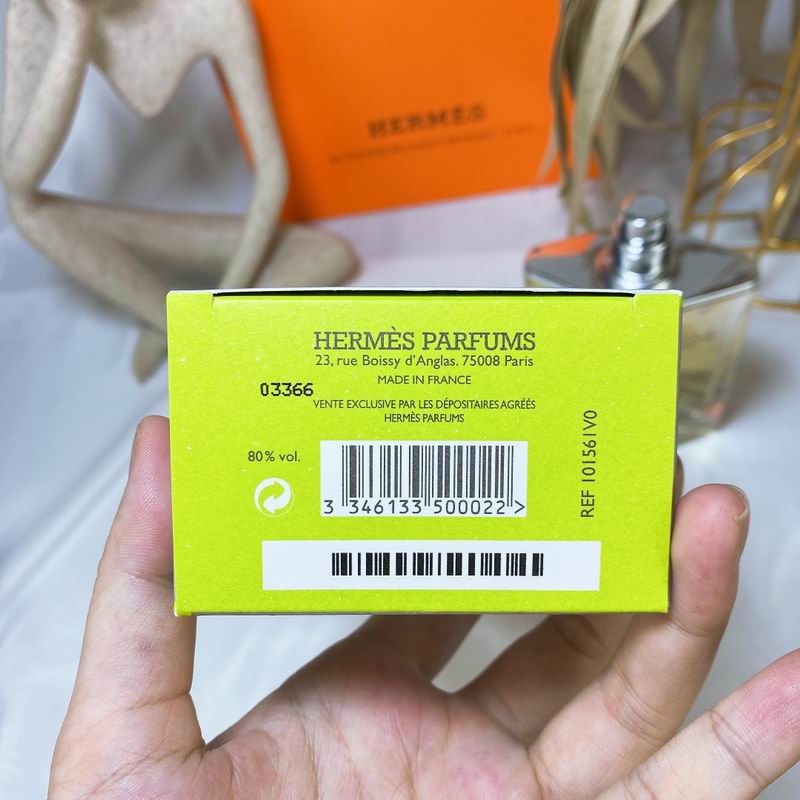 HERMÈS
HERMÈS PARFUMS
23, rue Boissy d'Anglas. 75008 Paris
MADE IN FRANCE
03366
VENTE EXCLUSIVE PAR LES DÉPOSITAIRES AGRÉÉS
HERMÈS PARFUMS
80% vol.
3 346133 500022 >
REF 101561V0